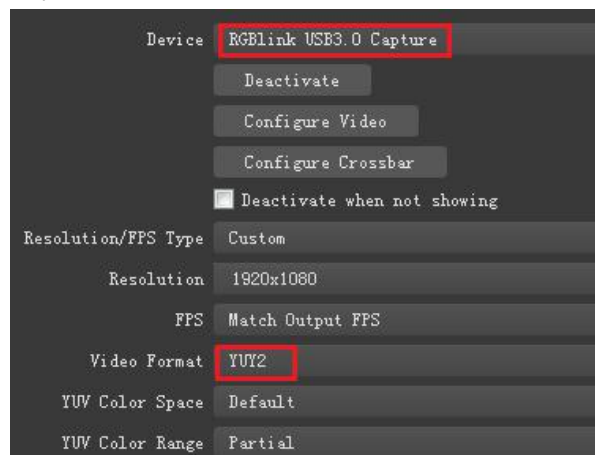 Device RGBlink USB3.0 Capture
Deactivate
Configure Video
Configure Crossbar
Deactivate when not showing
Resolution/FPS Type Custom
Resolution 1920x1080
FPS Match Output FPS
Video Format YUY2
YUV Color Space Default
YUV Color Range Partial